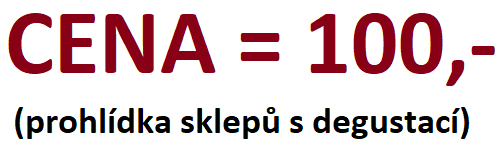 CENA = 100,-
(prohlídka sklepů s degustací)